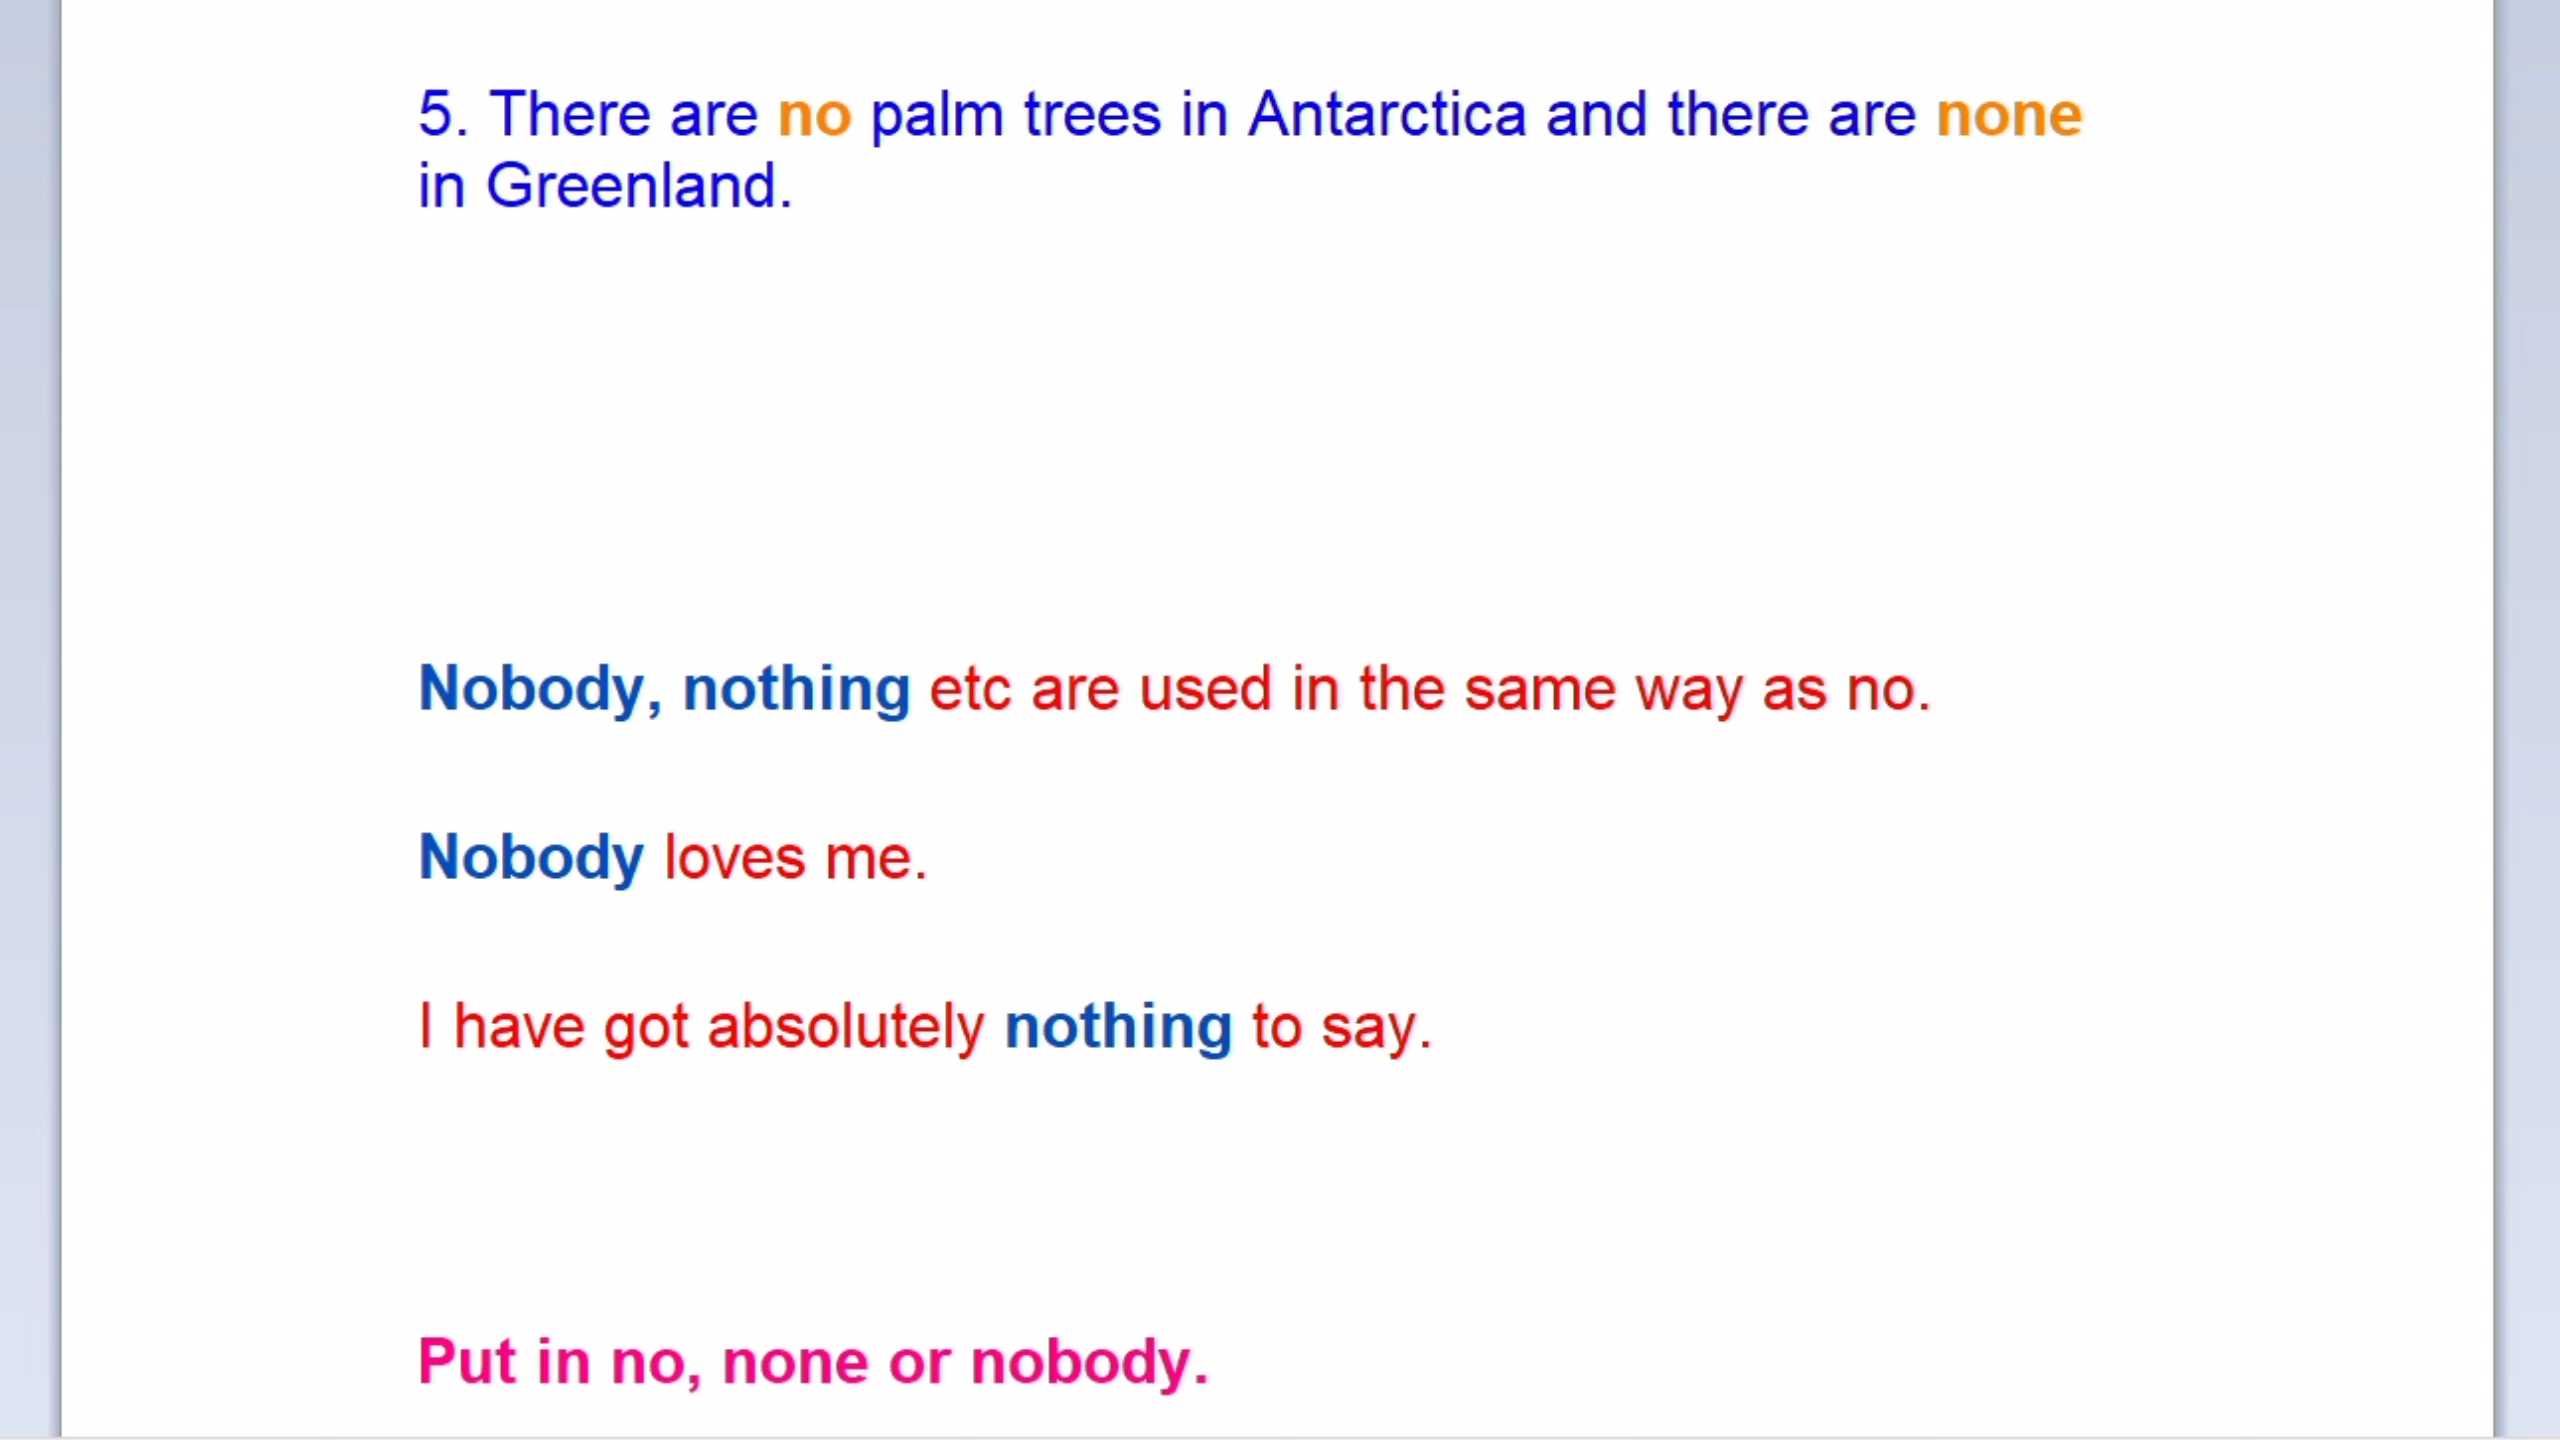 5. There are no palm trees in Antarctica and there are none
in Greenland.
Nobody, nothing etc are used in the same way as no.
Nobody loves me.
I have got absolutely nothing to say.
Put in no, none or nobody.